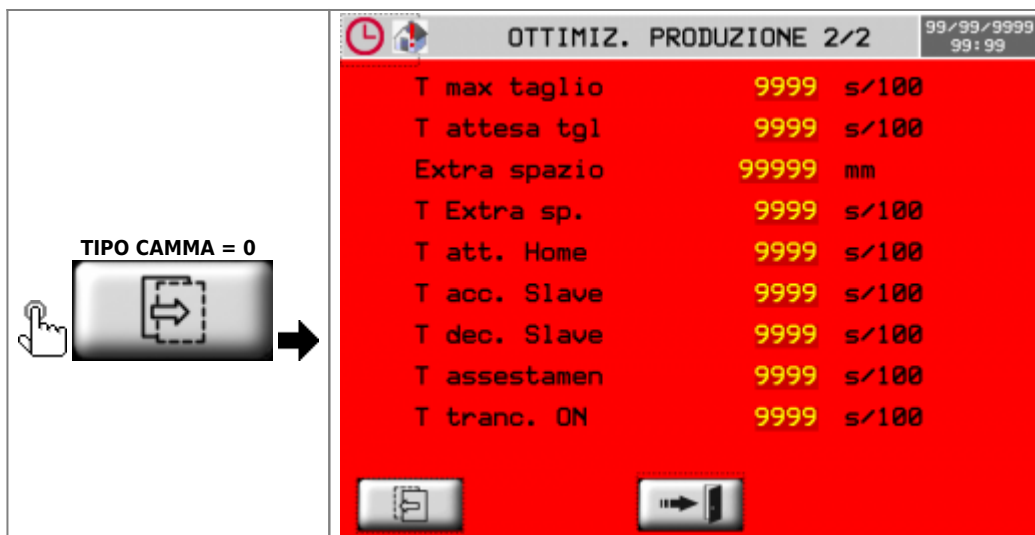 TIPO CAMMA = 0
OTTIMIZ. PRODUZIONE 2/2
99/99/9999
99:99
T max taglio 9999 s/100
T attesa tgl 9999 s/100
Extra spazio 99999 mm
T Extra sp. 9999 s/100
T att. Home 9999 s/100
T acc. Slave 9999 s/100
T dec. Slave 9999 s/100
T assestamen 9999 s/100
T tranc. ON 9999 s/100